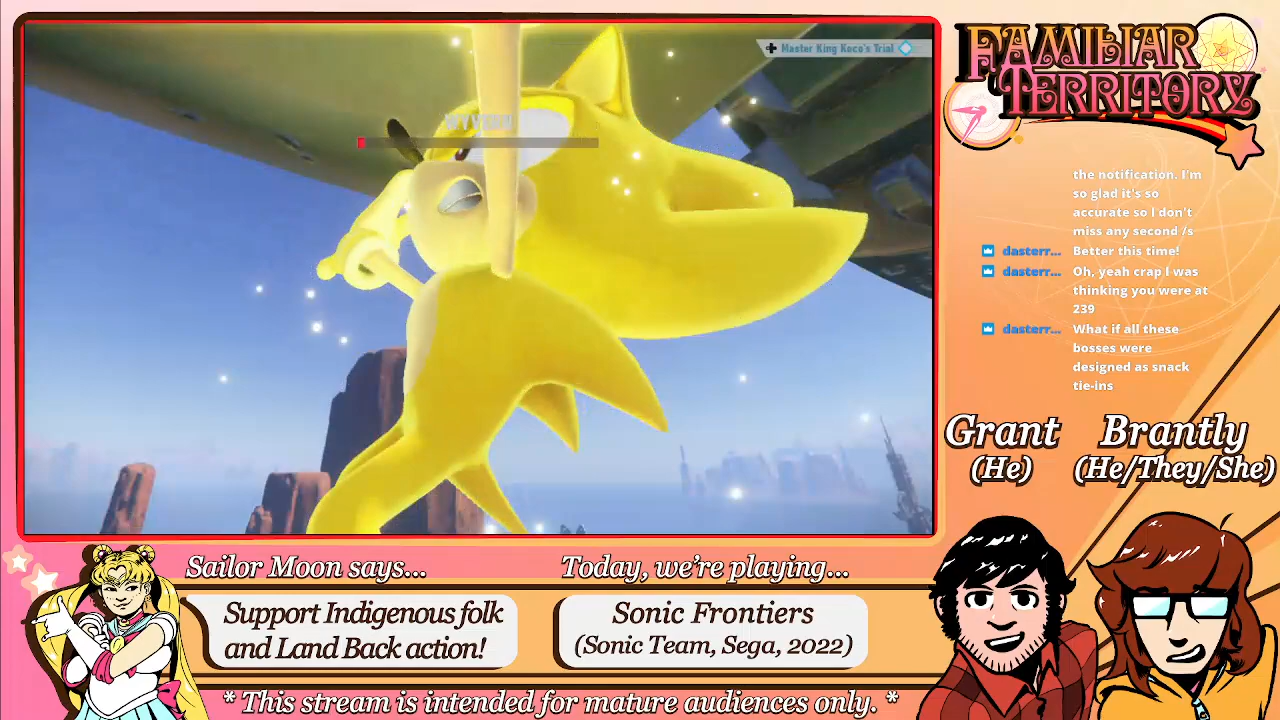 Master King Koco's Trial
WYVERN
FAMILIAR
TERRITORY
the notification. I'm
so glad it's so
accurate so I don't
miss any second /s
dasterr... Better this time!
dasterr... Oh, yeah crap I was
thinking you were at
239
dasterr... What if all these
bosses were
designed as snack
tie-ins
Grant
(He)
Brantly
(He/They/She)
Sailor Moon says...
Support Indigenous folk
and Land Back action!
Today, we're playing...
Sonic Frontiers
(Sonic Team, Sega, 2022)
* This stream is intended for mature audiences only. *